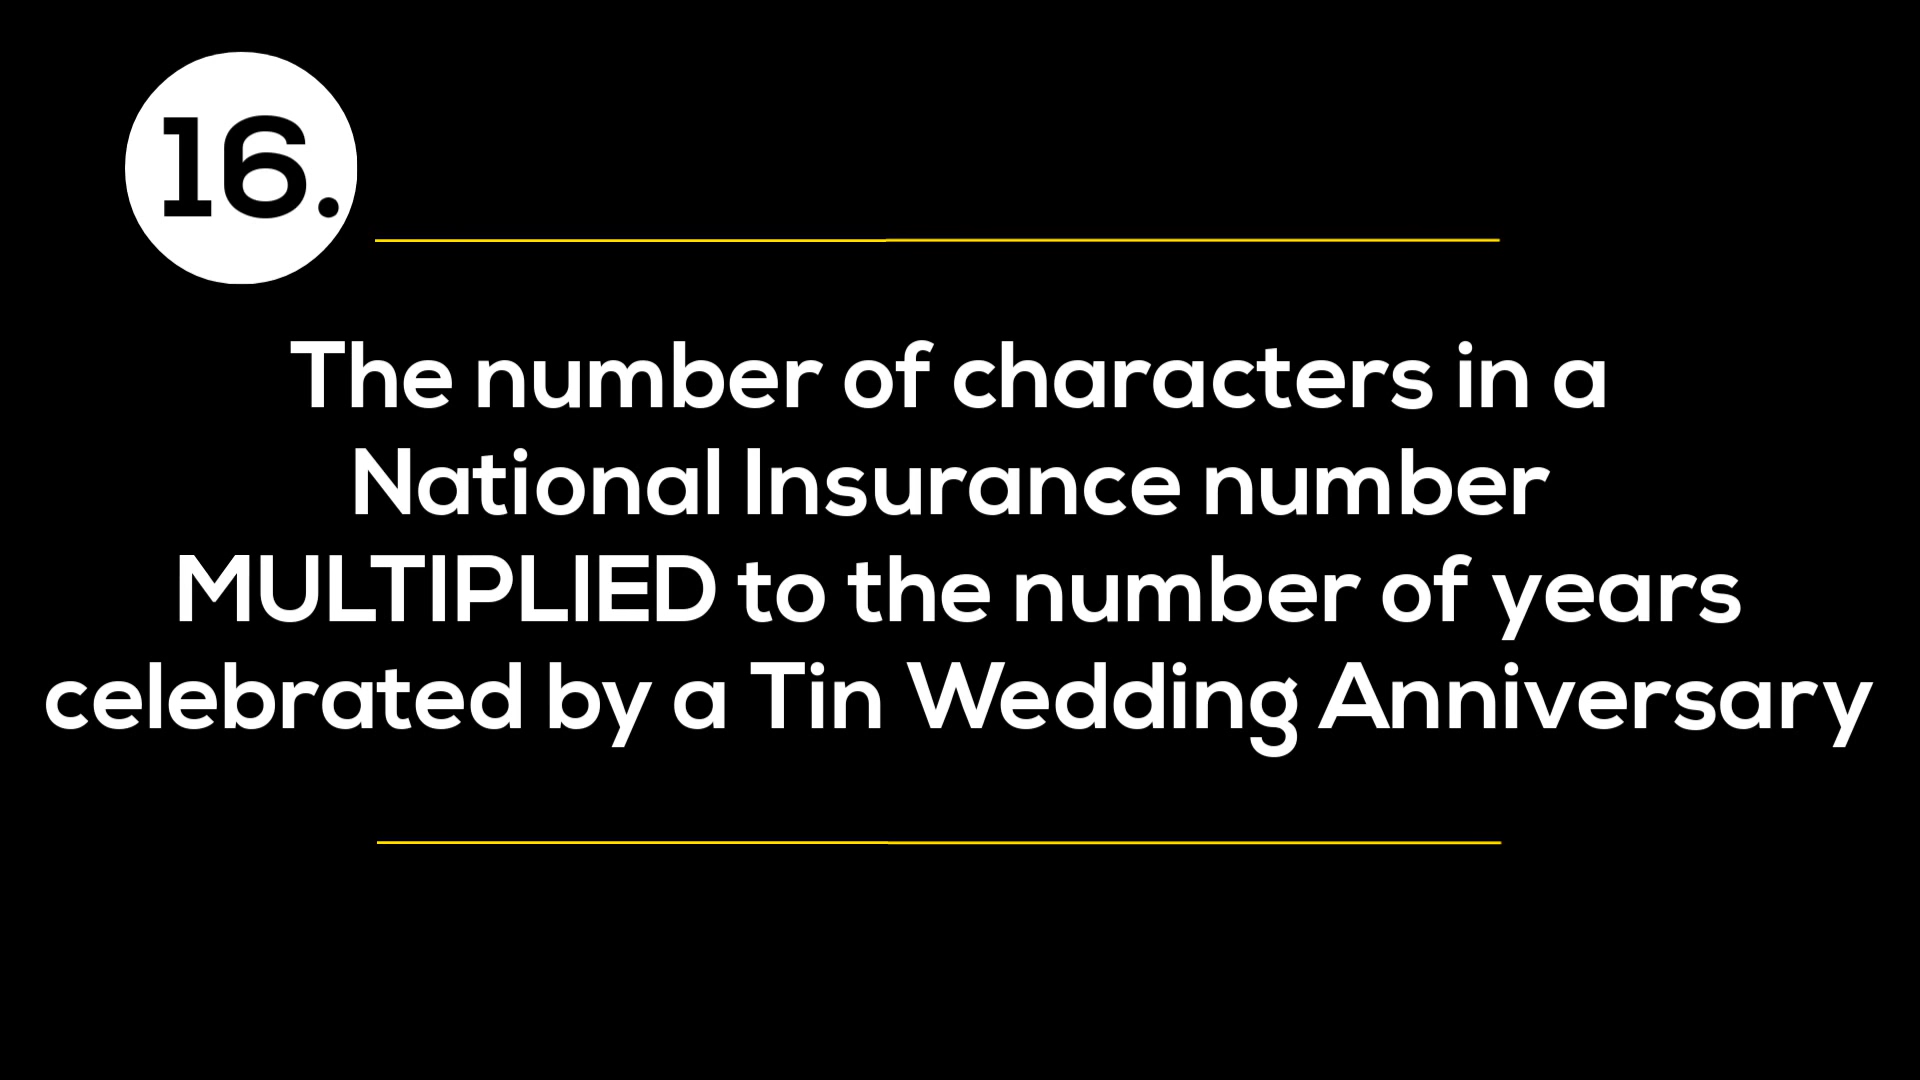 16.
The number of characters in a
National Insurance number
MULTIPLIED to the number of years
celebrated by a Tin Wedding Anniversary